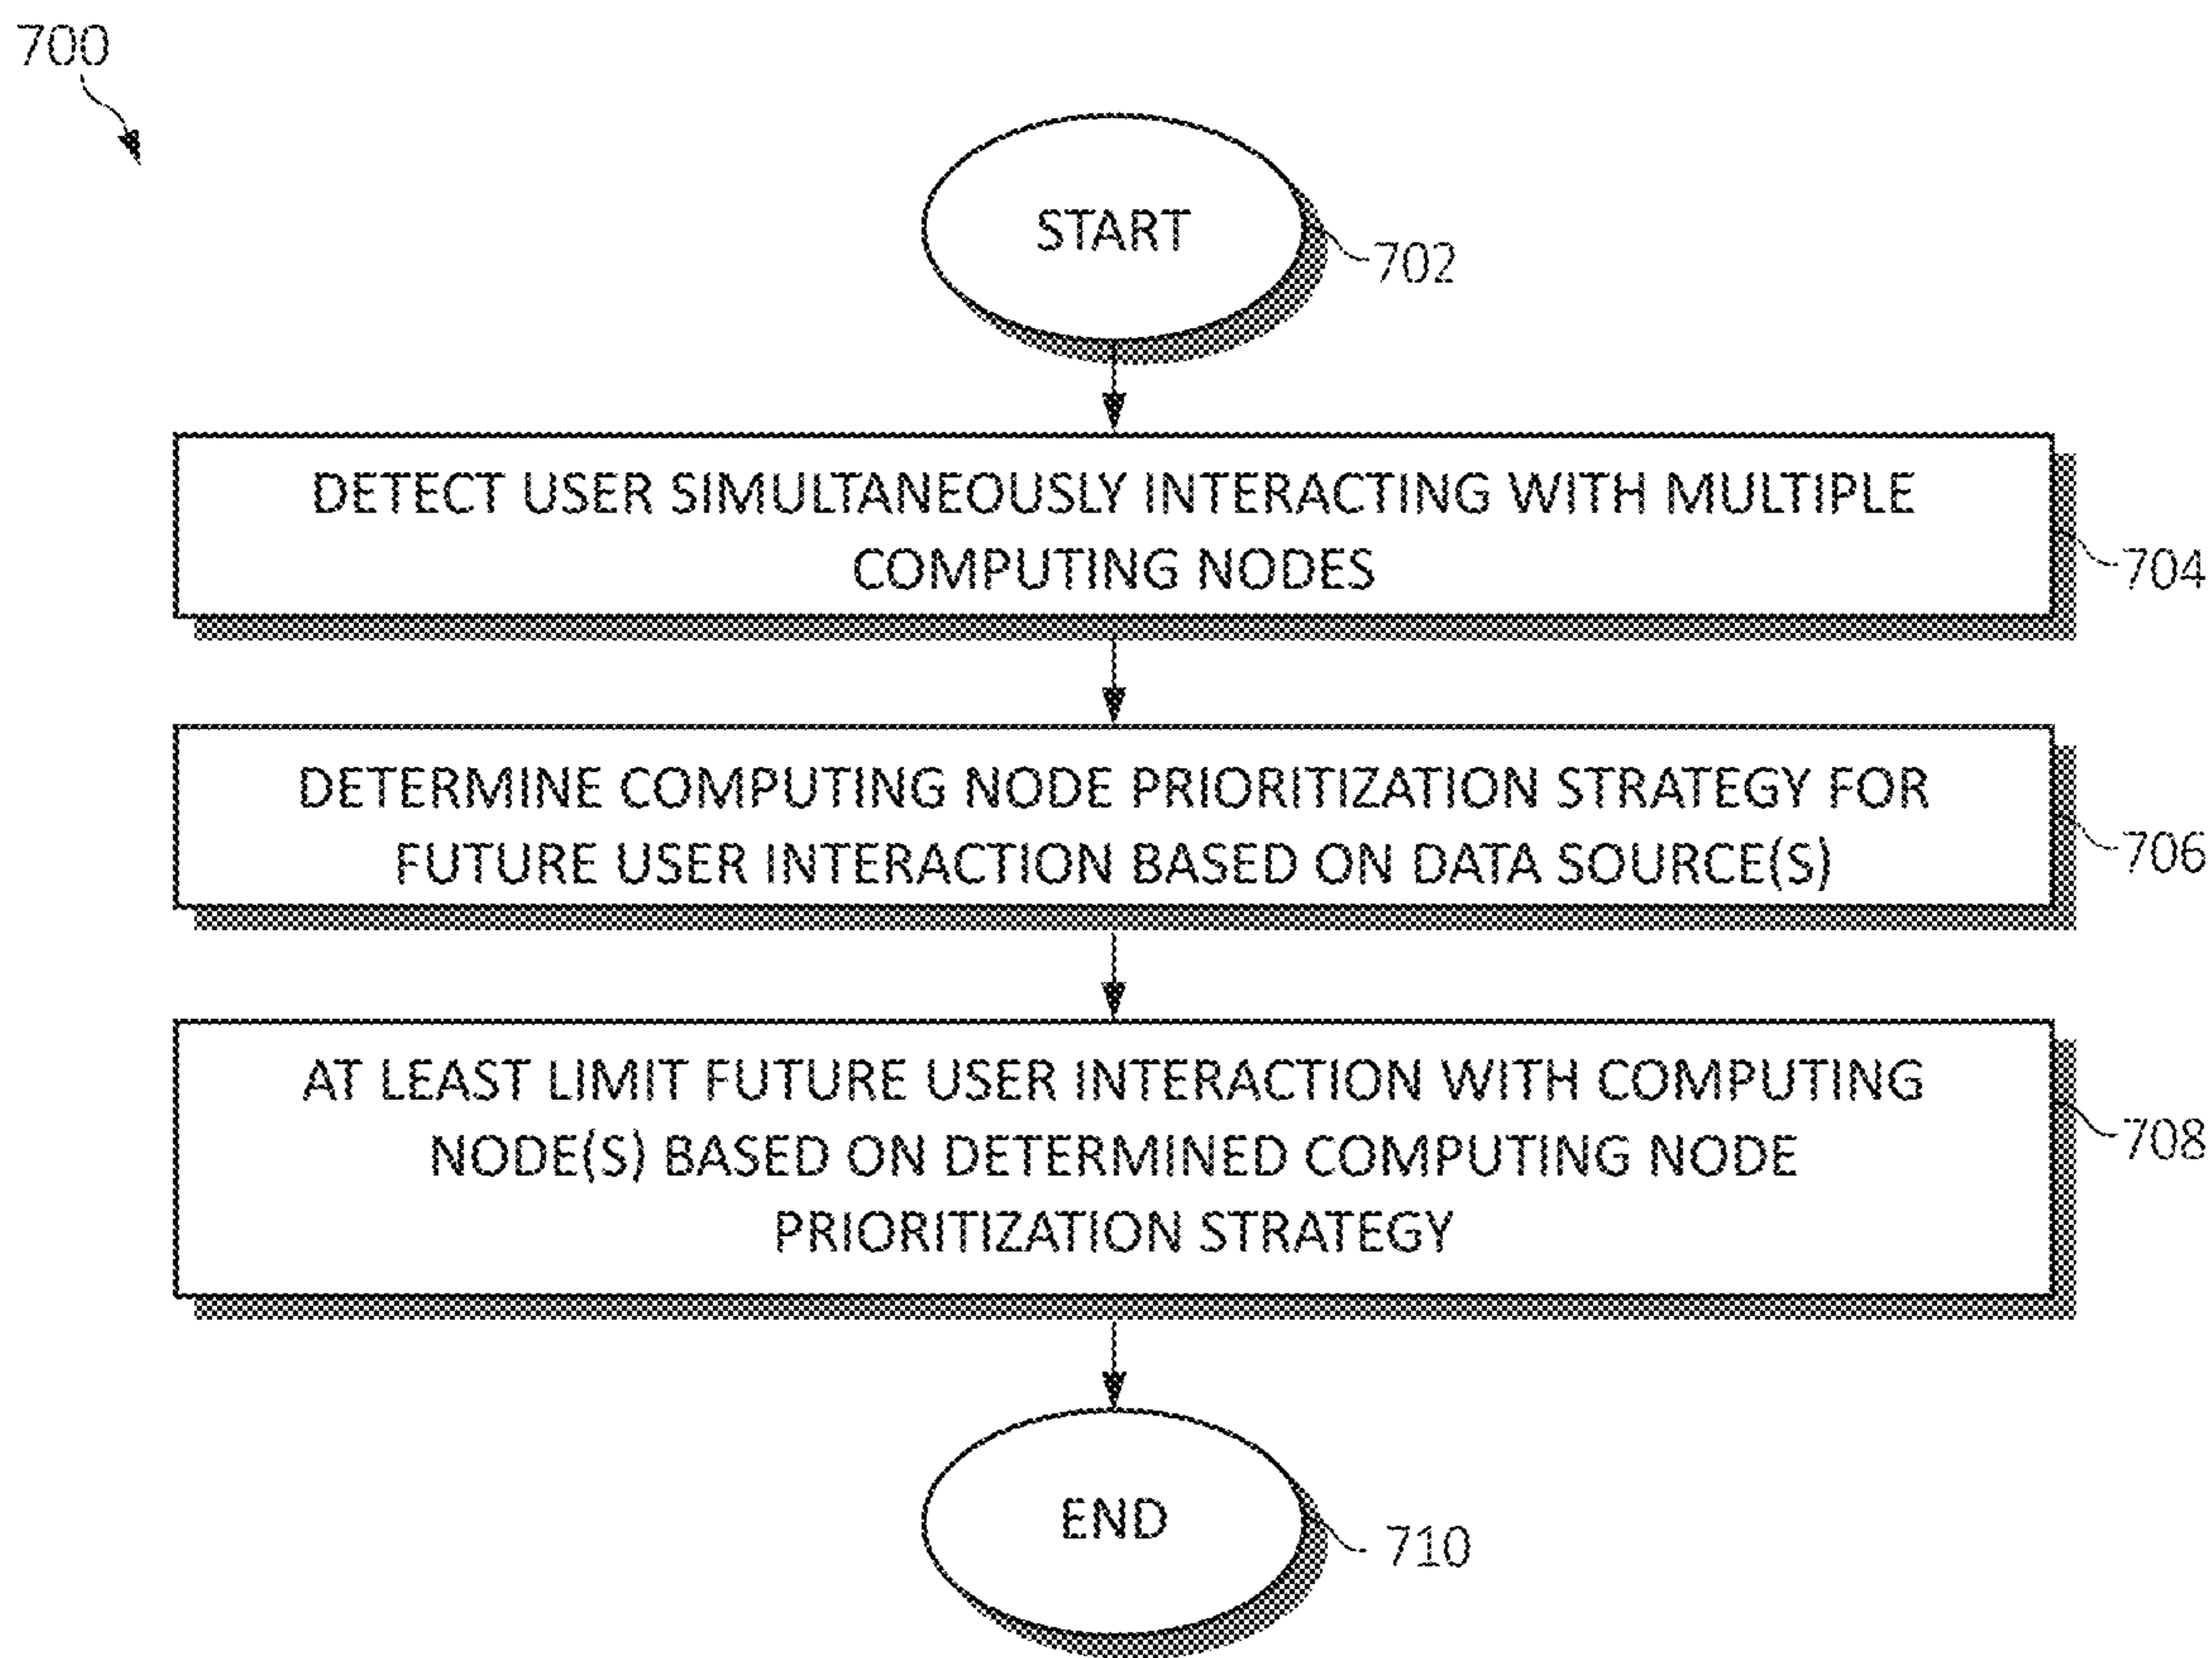 700
START
702
DETECT USER SIMULTANEOUSLY INTERACTING WITH MULTIPLE
COMPUTING NODES
704
DETERMINE COMPUTING NODE PRIORITIZATION STRATEGY FOR
FUTURE USER INTERACTION BASED ON DATA SOURCE(S)
706
AT LEAST LIMIT FUTURE USER INTERACTION WITH COMPUTING
NODE(S) BASED ON DETERMINED COMPUTING NODE
PRIORITIZATION STRATEGY
708
END
710